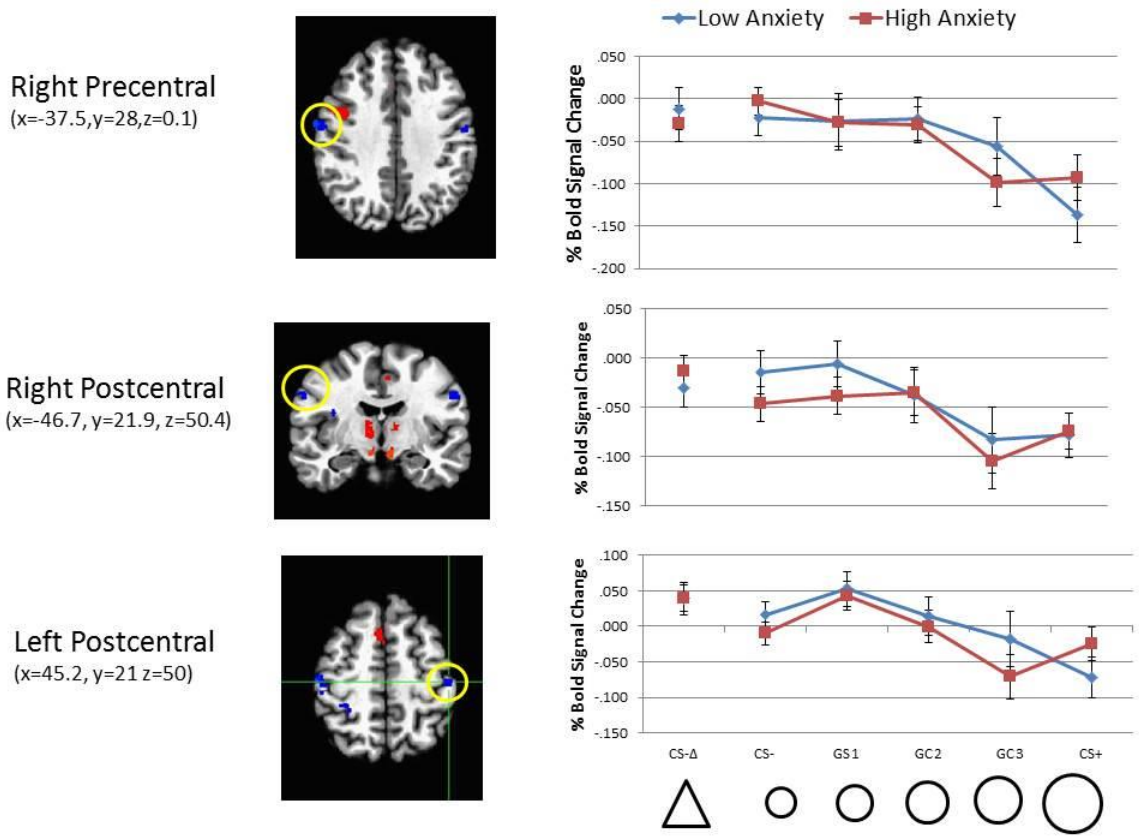 Low Anxiety High Anxiety
Right Precentral
(x=-37.5,y=28,z=0.1)
% Bold Signal Change
.050
.000
-.050
-.100
-.150
-.200
Right Postcentral
(x=-46.7, y=21.9, z=50.4)
% Bold Signal Change
.050
.000
-.050
-.100
-.150
Left Postcentral
(x=45.2, y=21 z=50)
% Bold Signal Change
.100
.050
.000
-.050
-.100
-.150
CS-Δ CS- GS1 GC2 GC3 CS+